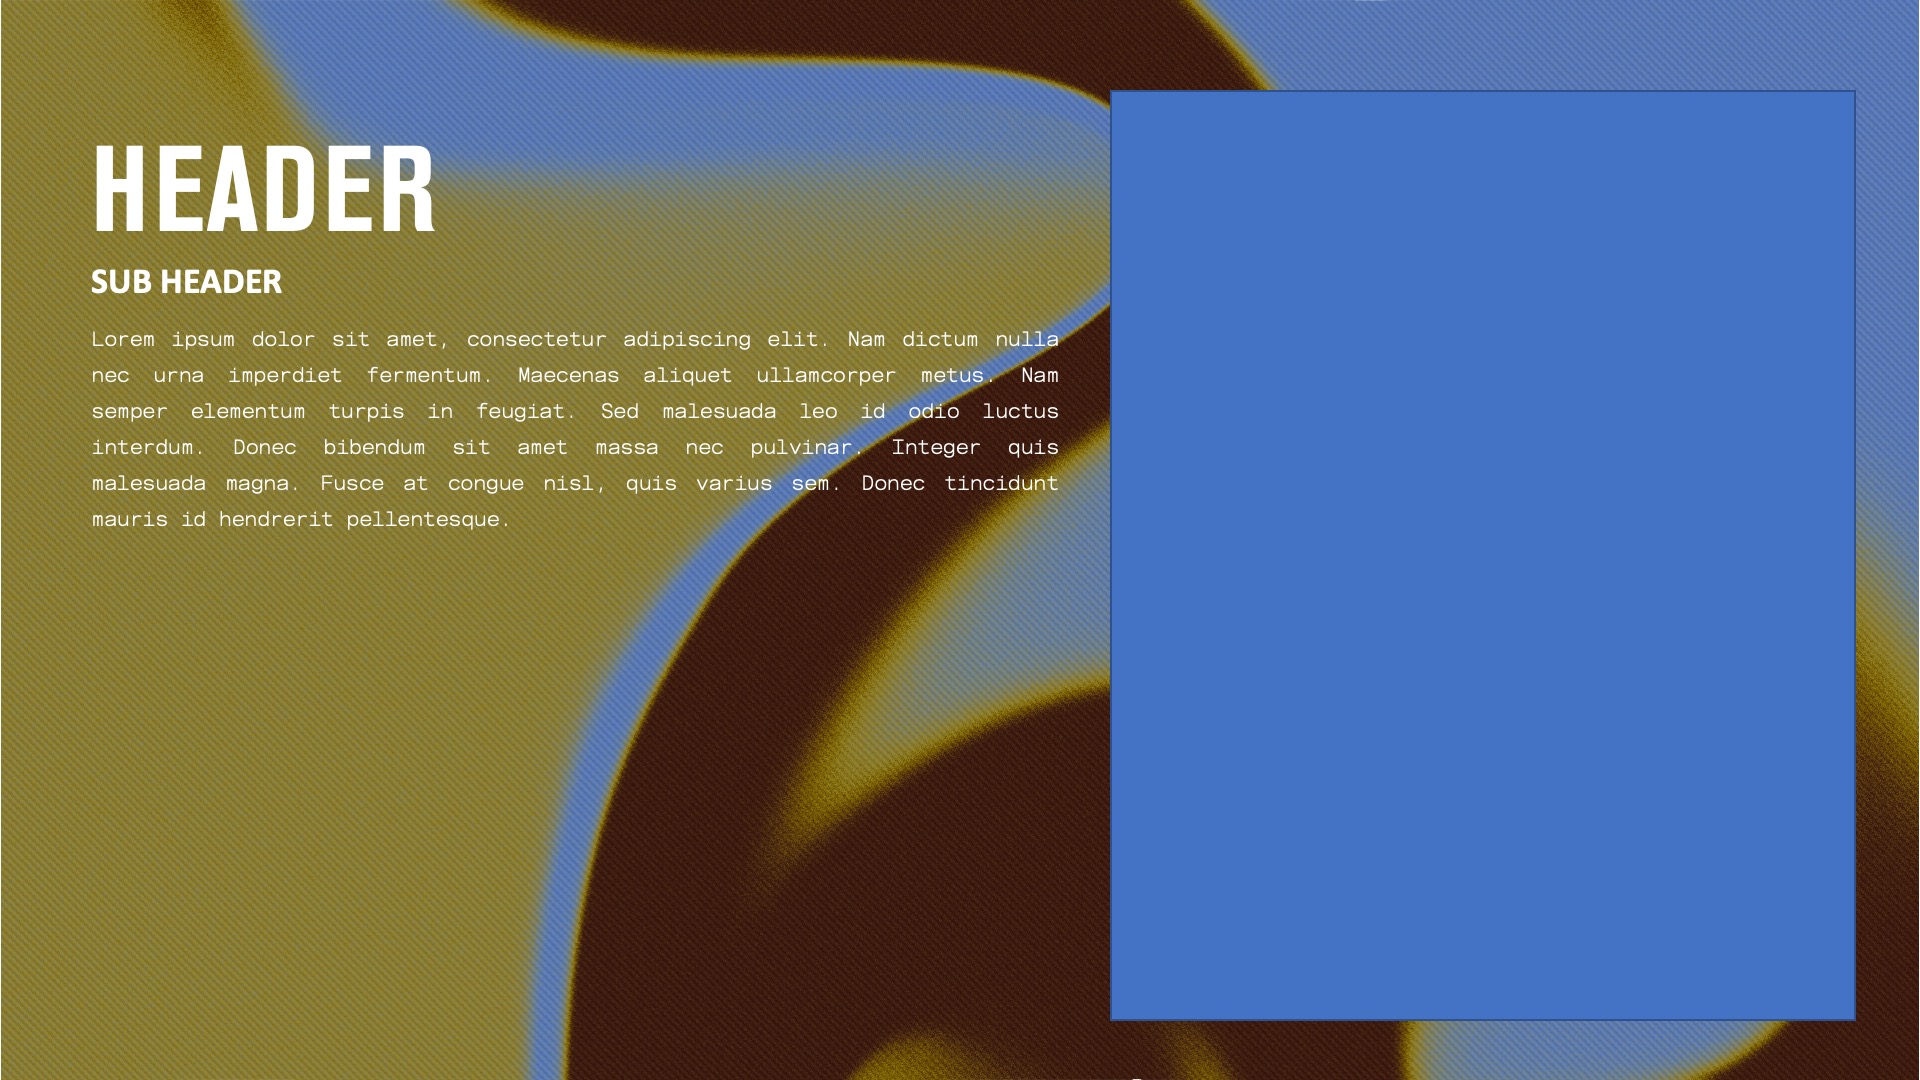 HEADER
SUB HEADER
Lorem ipsum dolor sit amet, consectetur adipiscing elit. Nam dictum nulla
nec urna imperdiet fermentum. Maecenas aliquet ullamcorper metus. Nam
semper elementum turpis in feugiat. Sed malesuada leo id odio luctus
interdum. Donec bibendum sit amet massa nec pulvinar. Integer quis
malesuada magna. Fusce at congue nisl, quis varius sem. Donec tincidunt
mauris id hendrerit pellentesque.